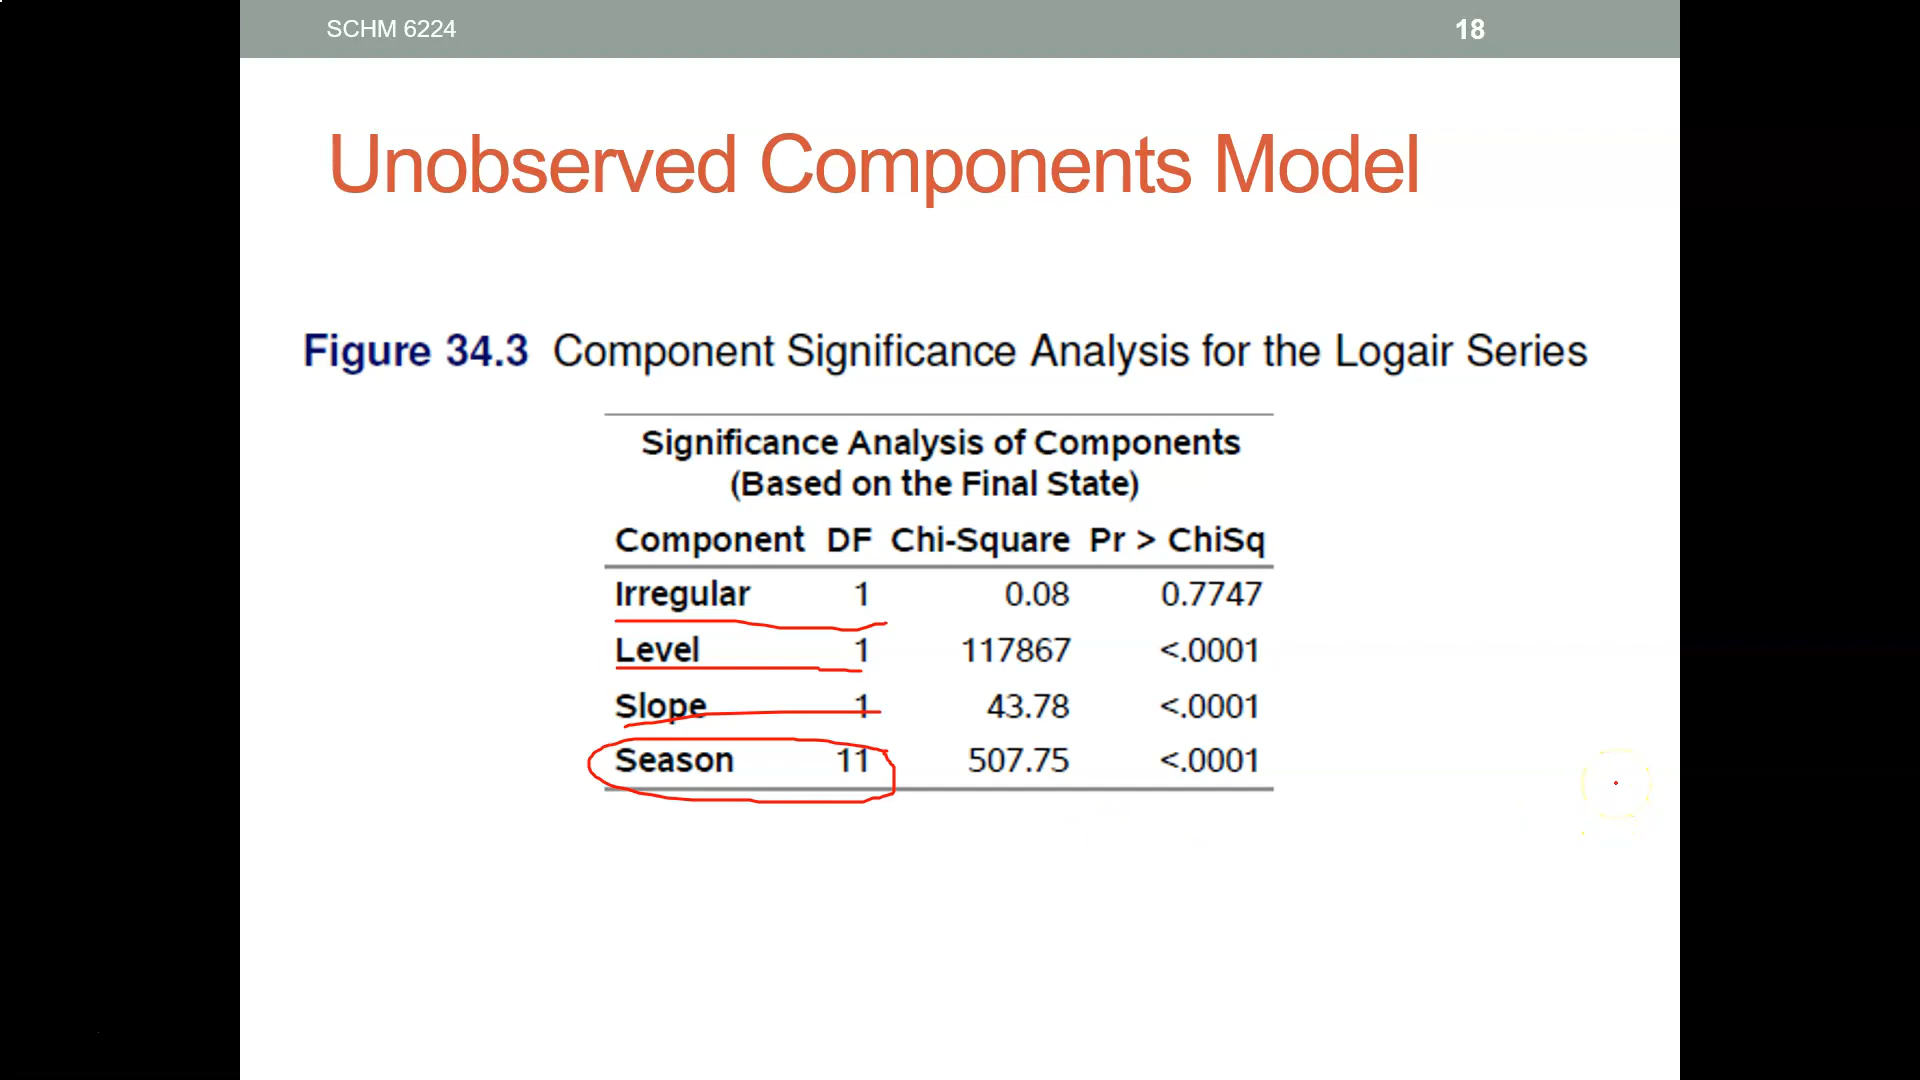 SCHM 6224 18
Unobserved Components Model
Figure 34.3 Component Significance Analysis for the Logair Series
Significance Analysis of Components
(Based on the Final State)
Component DF Chi-Square Pr > ChiSq
Irregular 1 0.08 0.7747
Level 1 117867 <.0001
Slope 1 43.78 <.0001
Season 11 507.75 <.0001